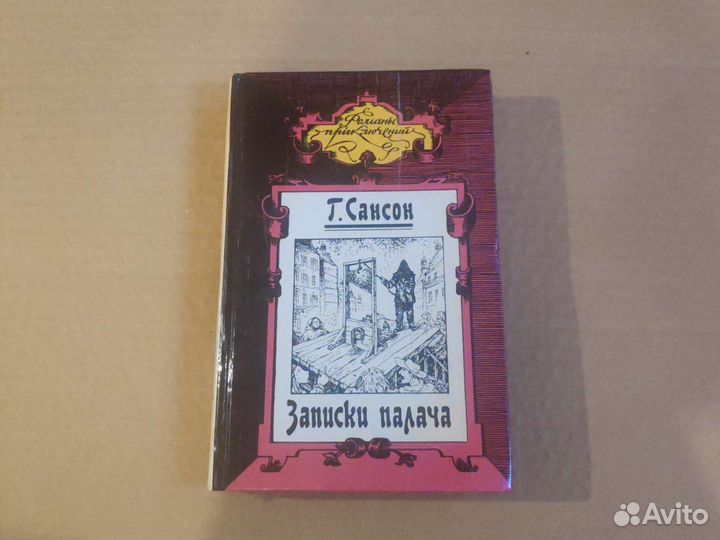 Романы
приключений
Г. Сансон
Записки палача
Avito